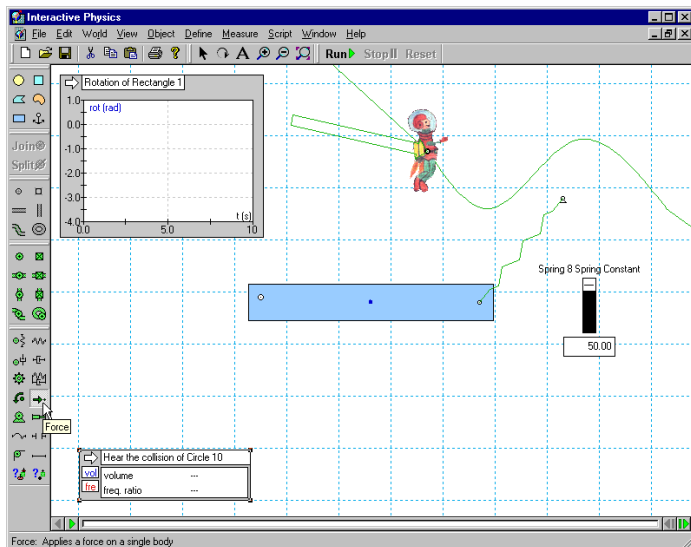 Interactive Physics
File Edit World View Object Define Measure Script Window Help
A ? Run Stop Reset
Rotation of Rectangle 1
rot (rad)
1.0
0.0
-1.0
-2.0
-3.0
-4.0
0.0 5.0 10
t (s)
Join
Split
Spring 8 Spring Constant
50.00
Force
Hear the collision of Circle 10
vol volume ---
fre freq. ratio ---
Force: Applies a force on a single body